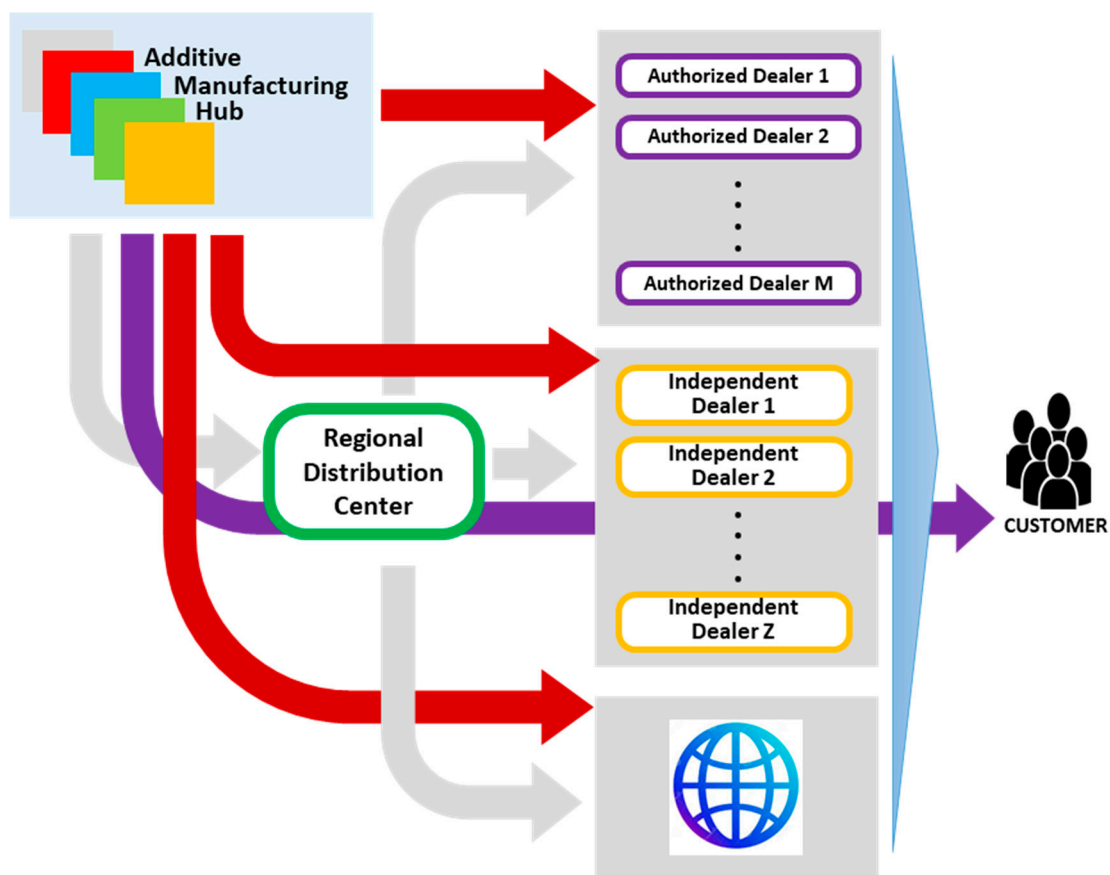 Additive
Manufacturing
Hub
Authorized Dealer 1
Authorized Dealer 2
Authorized Dealer M
Independent
Dealer 1
Regional
Distribution
Center
Independent
Dealer 2
CUSTOMER
Independent
Dealer Z